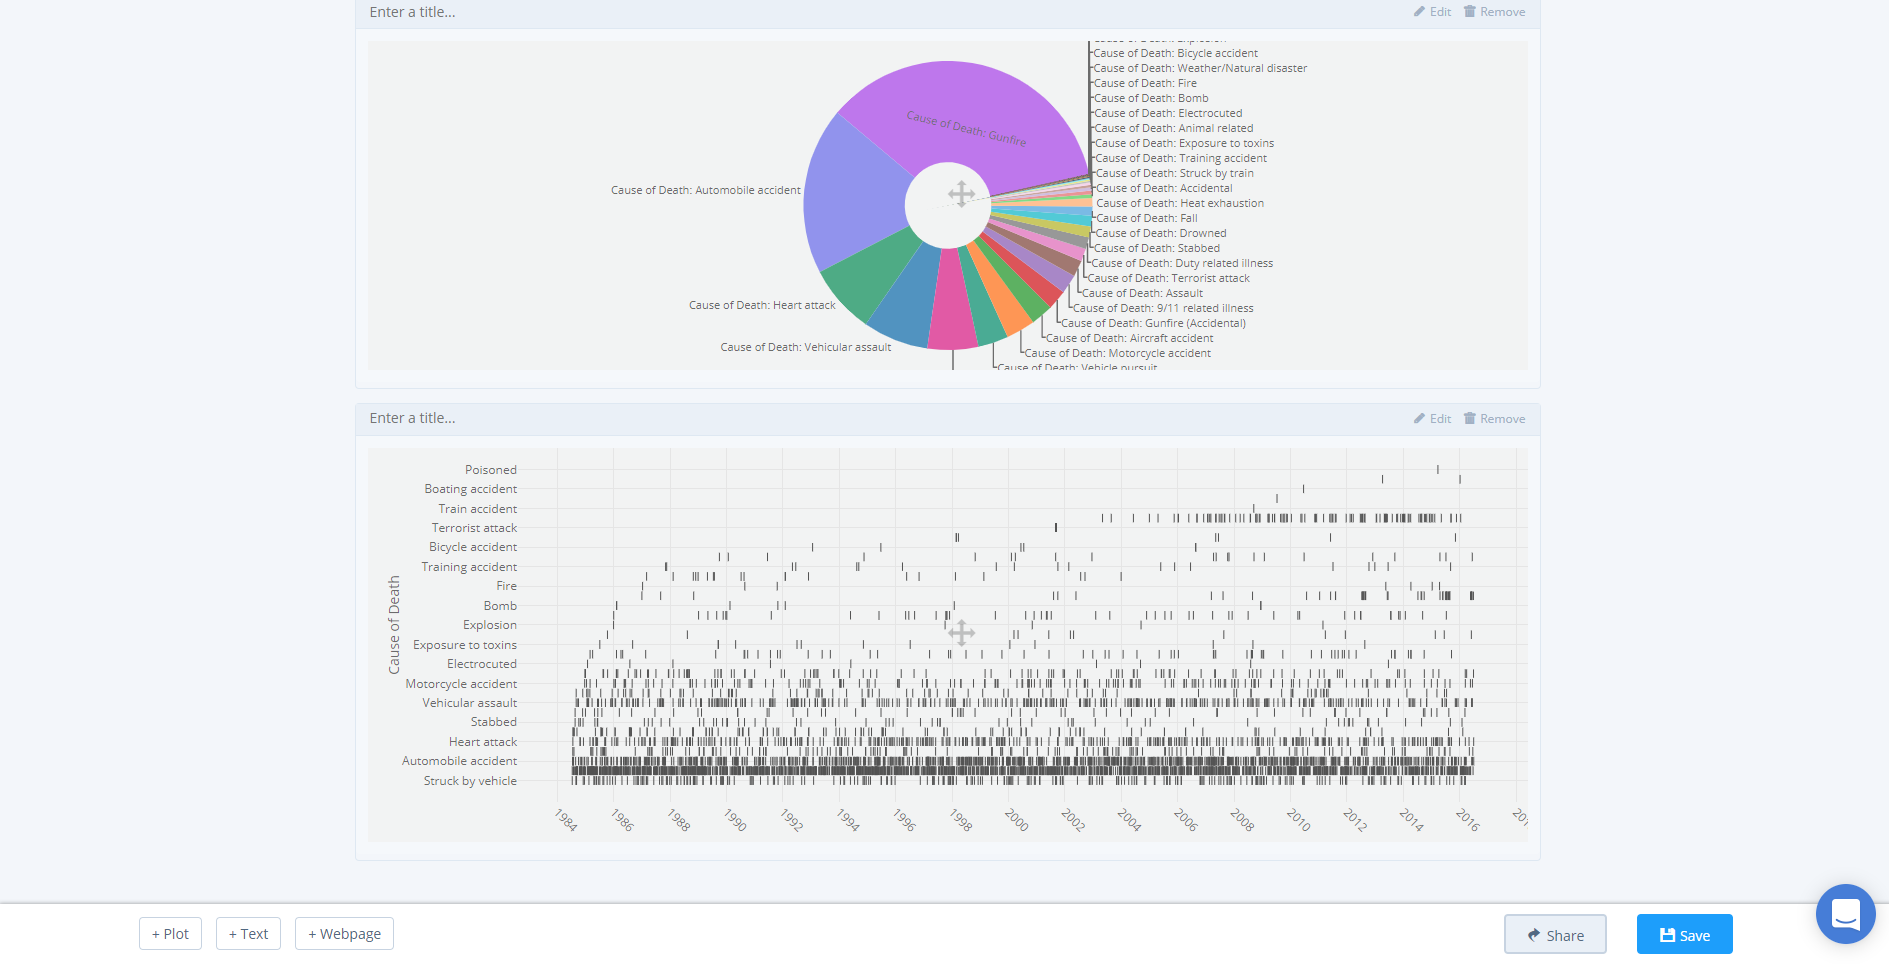 Enter a title...
Edit
Remove
Cause of Death: Explosion
Cause of Death: Bicycle accident
Cause of Death: Weather/Natural disaster
Cause of Death: Fire
Cause of Death: Bomb
Cause of Death: Electrocuted
Cause of Death: Animal related
Cause of Death: Exposure to toxins
Cause of Death: Training accident
Cause of Death: Struck by train
Cause of Death: Accidental
Cause of Death: Heat exhaustion
Cause of Death: Fall
Cause of Death: Drowned
Cause of Death: Stabbed
Cause of Death: Duty related illness
Cause of Death: Terrorist attack
Cause of Death: Assault
Cause of Death: 9/11 related illness
Cause of Death: Gunfire (Accidental)
Cause of Death: Aircraft accident
Cause of Death: Motorcycle accident
Cause of Death: Vehicle pursuit
Cause of Death: Gunfire
Cause of Death: Automobile accident
Cause of Death: Heart attack
Cause of Death: Vehicular assault
Enter a title...
Edit
Remove
Cause of Death
Poisoned
Boating accident
Train accident
Terrorist attack
Bicycle accident
Training accident
Fire
Bomb
Explosion
Exposure to toxins
Electrocuted
Motorcycle accident
Vehicular assault
Stabbed
Heart attack
Automobile accident
Struck by vehicle
1984
1986
1988
1990
1992
1994
1996
1998
2000
2002
2004
2006
2008
2010
2012
2014
2016
+ Plot
+ Text
+ Webpage
Share
Save